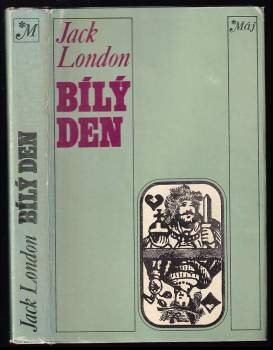 *M
Jack London BÍLÝ DEN
Jack
London
BÍLÝ
DEN
*Máj